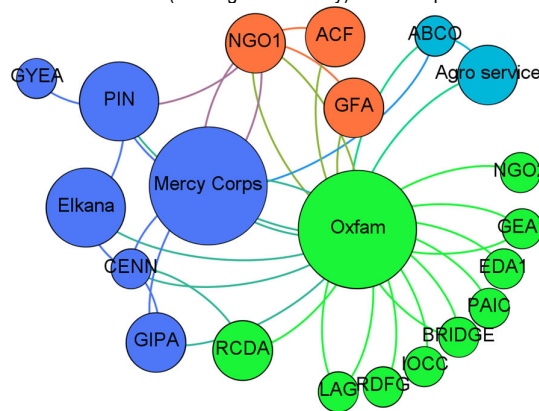 NGO1
ACF
ABCO
GYEA
Agro service
PIN
GFA
Mercy Corps
NGO2
Elkana
Oxfam
GEA
CENN
EDA1
PAIC
GIPA
RCDA
BRIDGE
IOCC
LAG
RDFG